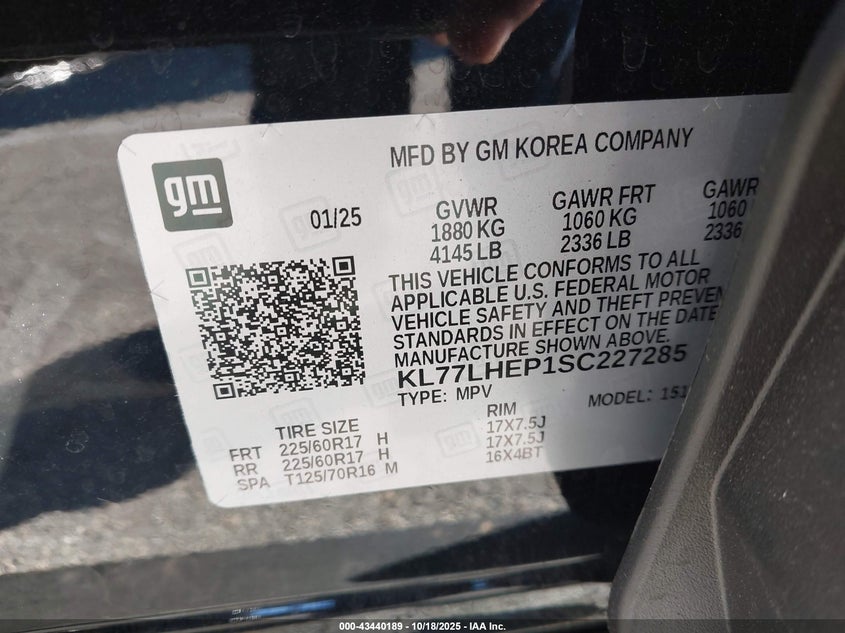 MFD BY GM KOREA COMPANY
gm
01/25
GVWR GAWR FRT GAWR
1880 KG 1060 KG 1060
4145 LB 2336 LB 2336
THIS VEHICLE CONFORMS TO ALL
APPLICABLE U.S. FEDERAL MOTOR
VEHICLE SAFETY AND THEFT PREVEN
STANDARDS IN EFFECT ON THE DATE
MANUFACTURE SHOWN ABOVE.
KL77LHEP1SC227285
TYPE: MPV MODEL: 151
TIRE SIZE RIM
FRT 225/60R17 H 17X7.5J
RR 225/60R17 H 17X7.5J
SPA T125/70R16 M 16X4BT
000-43440189 - 10/18/2025 - IAA Inc.